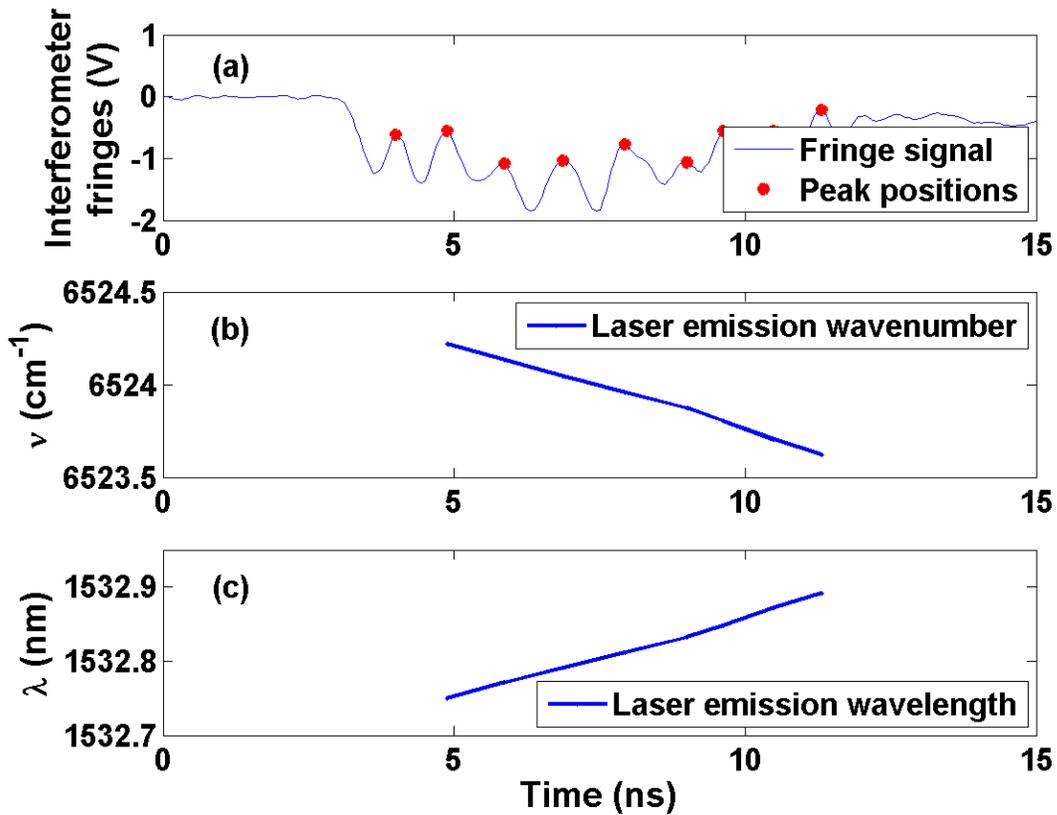 Interferometer
fringes (V)
(a)
1
0
-1
-2
Fringe signal
Peak positions
0
5
10
15
ν (cm⁻¹)
(b)
6524.5
6524
6523.5
Laser emission wavenumber
0
5
10
15
λ (nm)
(c)
1532.9
1532.8
1532.7
Laser emission wavelength
0
5
10
15
Time (ns)